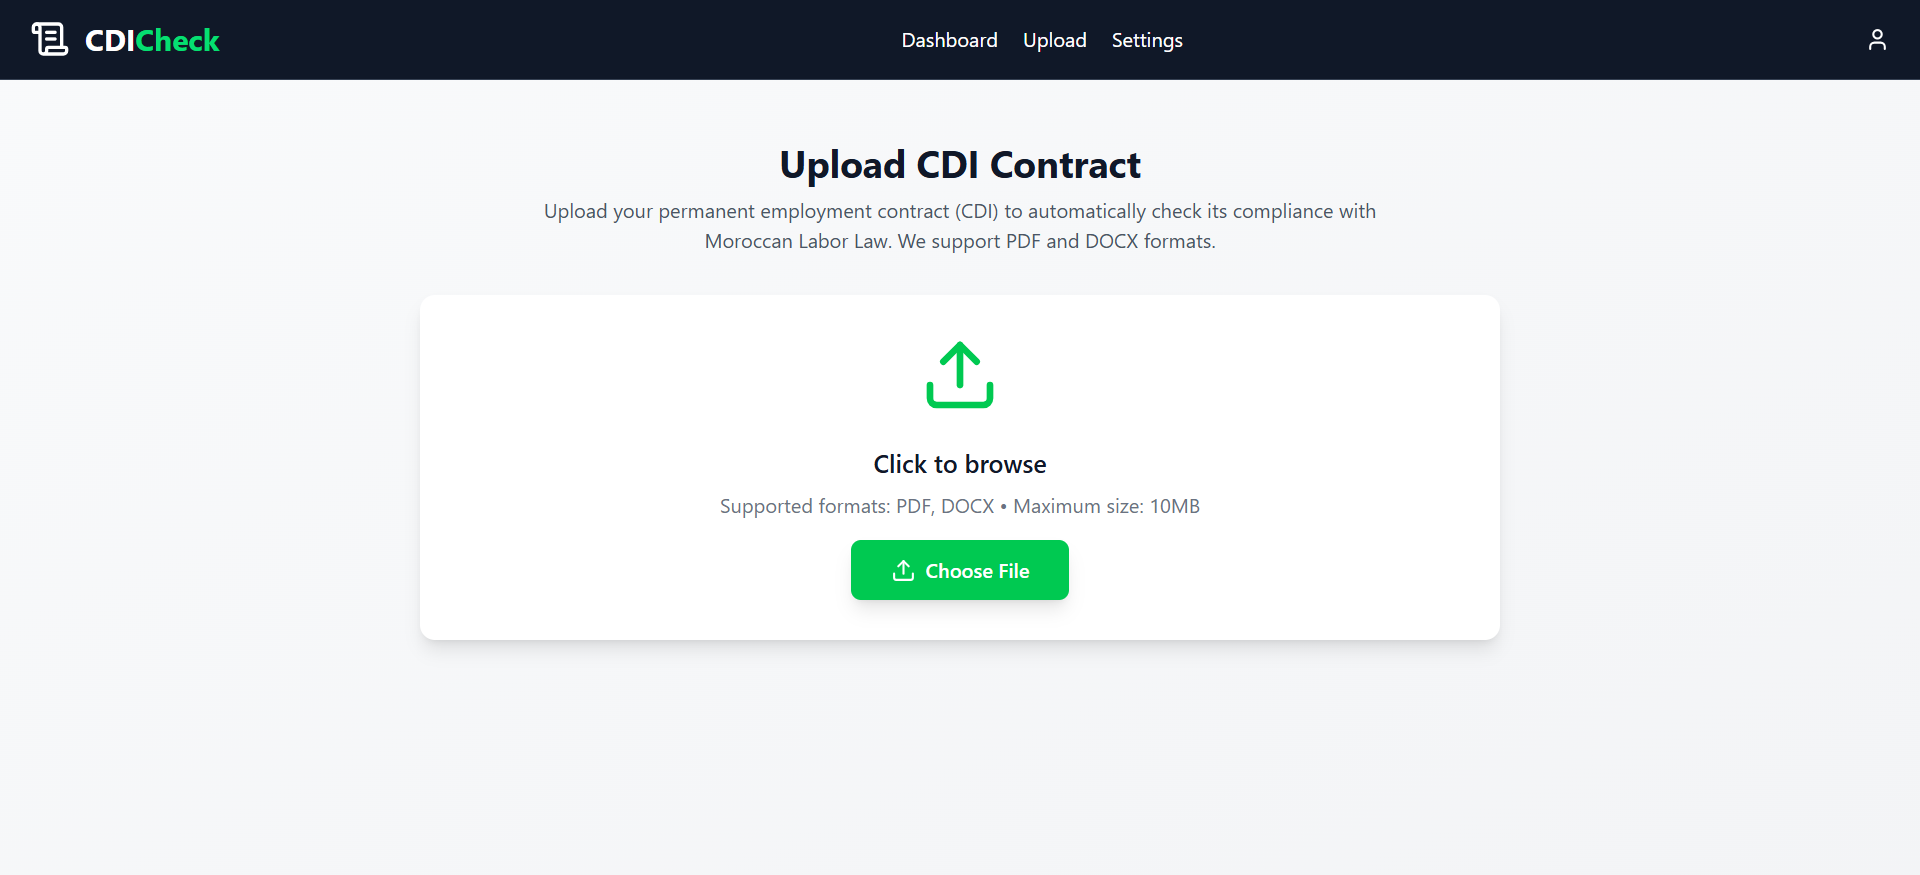 CDICheck
Dashboard Upload Settings
Upload CDI Contract
Upload your permanent employment contract (CDI) to automatically check its compliance with
Moroccan Labor Law. We support PDF and DOCX formats.
Click to browse
Supported formats: PDF, DOCX • Maximum size: 10MB
Choose File